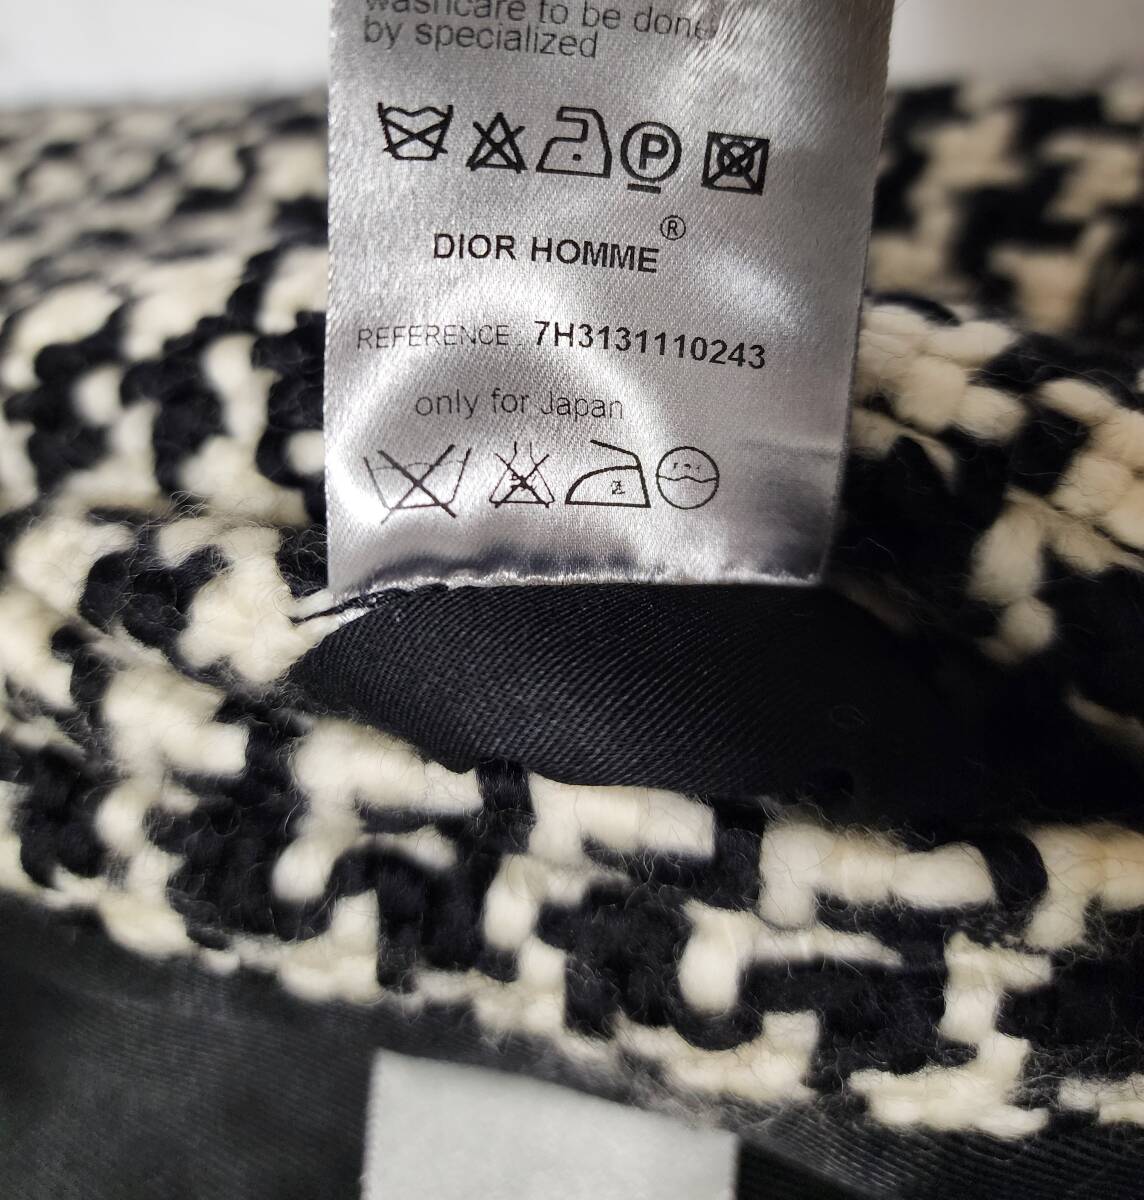 washcare to be done
by specialized
P
DIOR HOMME®
REFERENCE : 7H3131110243
only for Japan